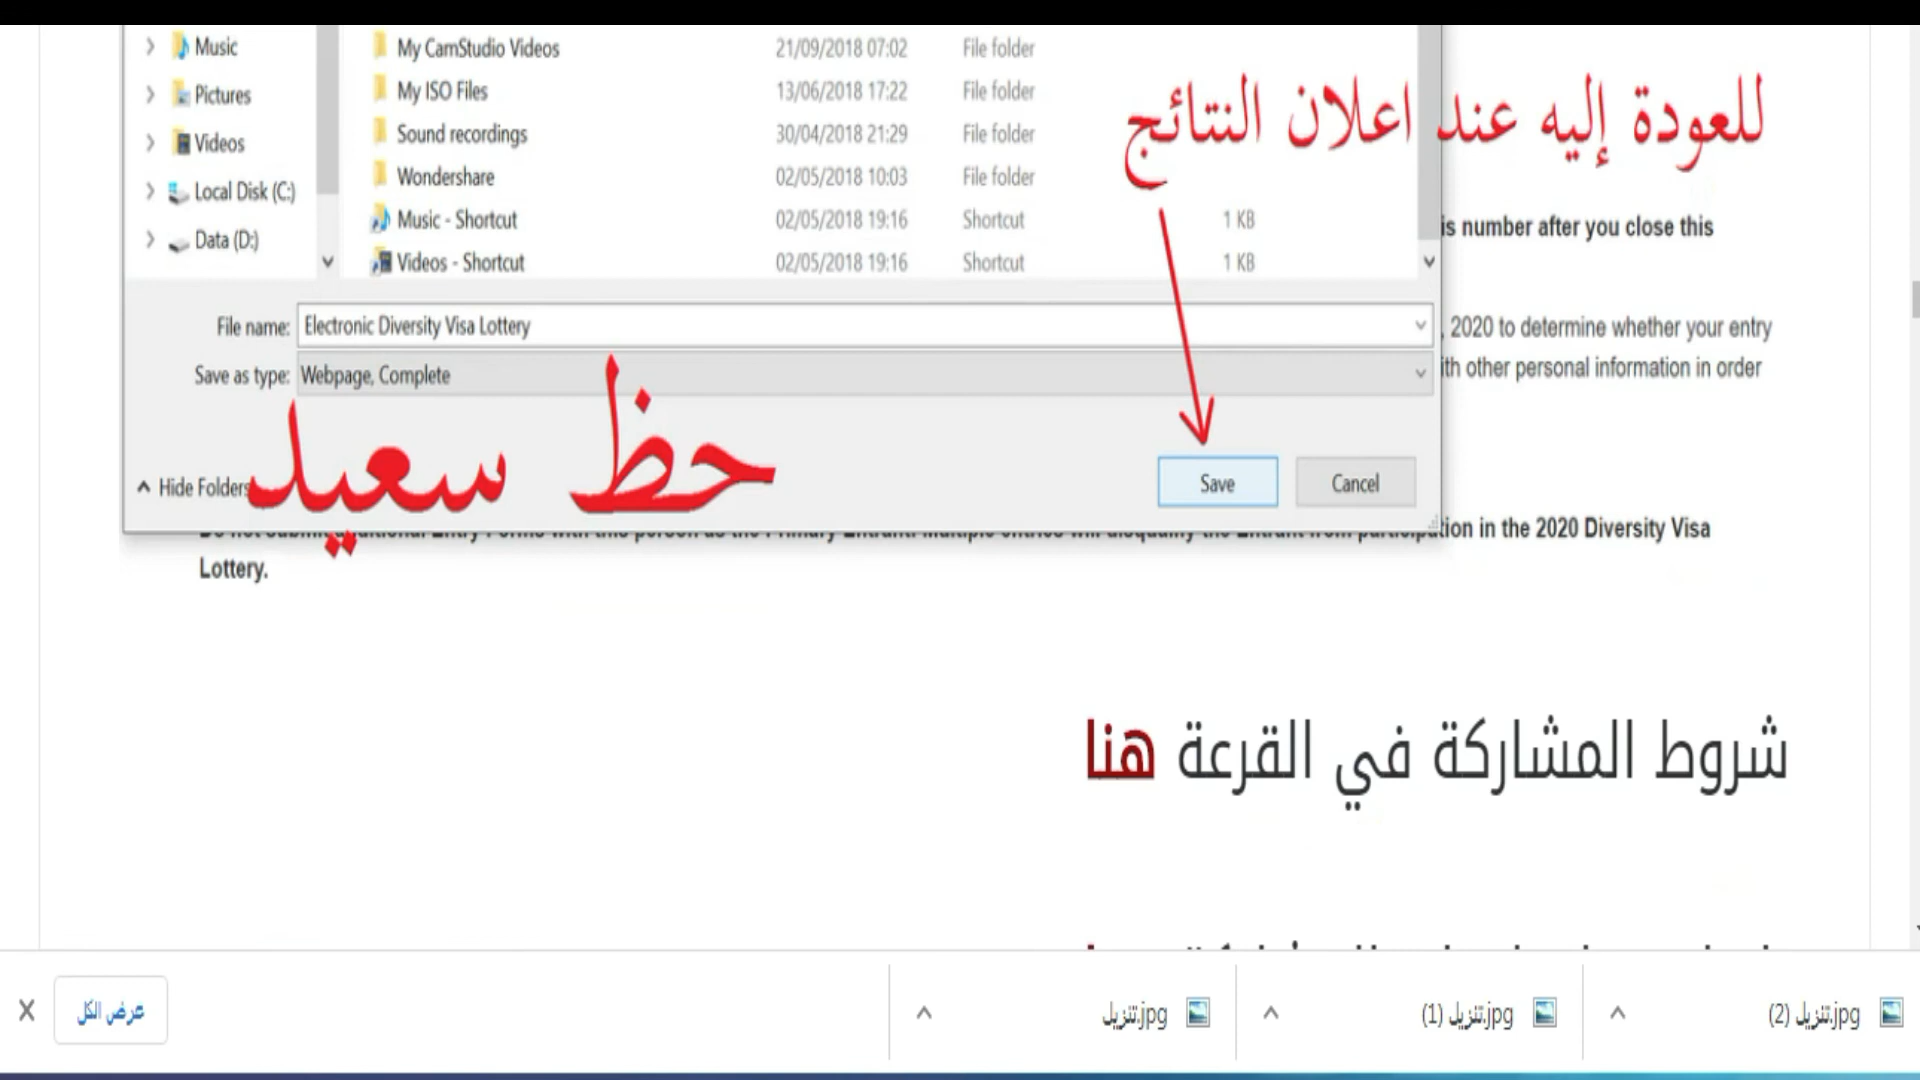 Music
My CamStudio Videos 21/09/2018 07:02 File folder
Pictures
My ISO Files 13/06/2018 17:22 File folder
للعودة إليه عند اعلان النتائج
Videos
Sound recordings 30/04/2018 21:29 File folder
Wondershare 02/05/2018 10:03 File folder
Local Disk (C:)
Music - Shortcut 02/05/2018 19:16 Shortcut 1 KB
is number after you close this
Data (D:)
Videos - Shortcut 02/05/2018 19:16 Shortcut 1 KB
File name: Electronic Diversity Visa Lottery
, 2020 to determine whether your entry
Save as type: Webpage, Complete
ith other personal information in order
حظ سعيد
Hide Folders
Save Cancel
tion in the 2020 Diversity Visa
Lottery.
شروط المشاركة في القرعة هنا
عرض الكل
تنزيل.jpg
تنزيل (1).jpg
تنزيل (2).jpg